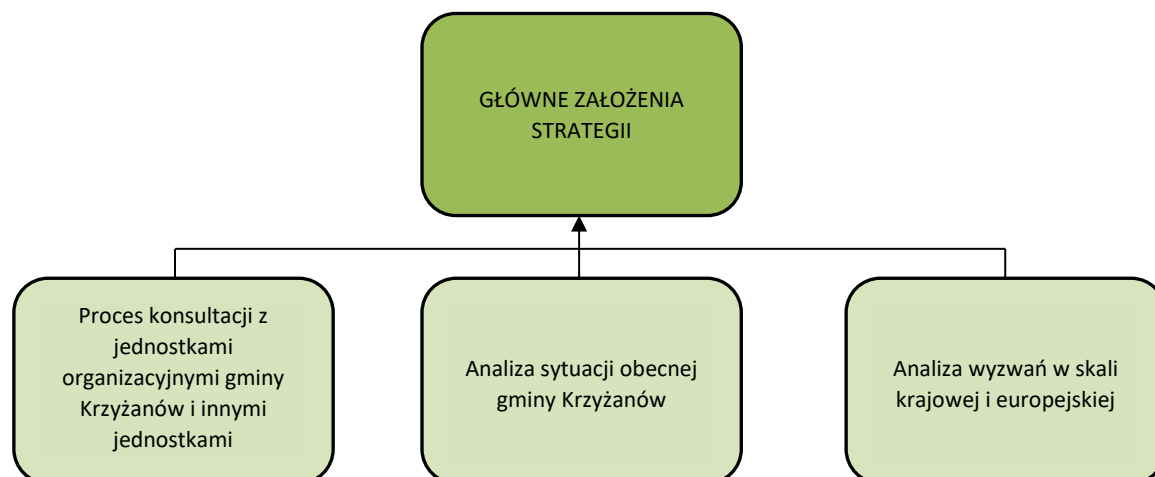 GŁÓWNE ZAŁOŻENIA
STRATEGII
Proces konsultacji z
jednostkami
organizacyjnymi gminy
Krzyżanów i innymi
jednostkami
Analiza sytuacji obecnej
gminy Krzyżanów
Analiza wyzwań w skali
krajowej i europejskiej